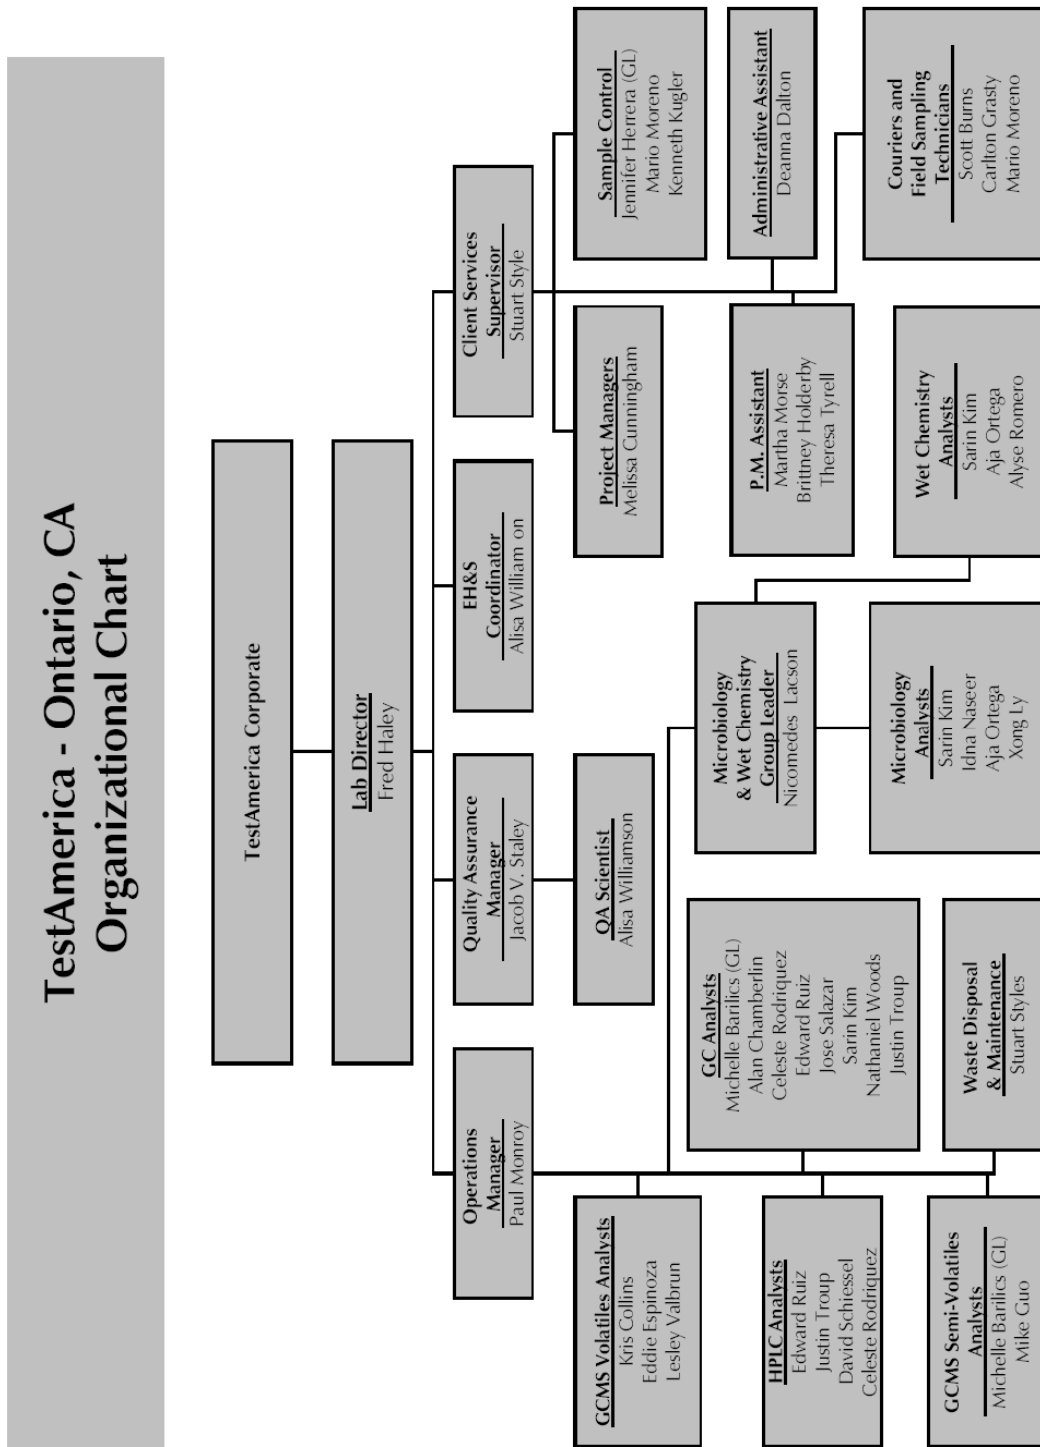 TestAmerica - Ontario, CA
Organizational Chart
TestAmerica Corporate
Lab Director
Fred Haley
Operations
Manager
Paul Monroy
Quality Assurance
Manager
Jacob V. Staley
EH&S
Coordinator
Alisa William on
Client Services
Supervisor
Stuart Style
GCMS Volatiles Analysts
Kris Collins
Eddie Espinoza
Lesley Valbrun
QA Scientist
Alisa Williamson
Project Managers
Melissa Cunningham
Sample Control
Jennifer Herrera (GL)
Mario Moreno
Kenneth Kugler
HPLC Analysts
Edward Ruiz
Justin Troup
David Schiessel
Celeste Rodriquez
GC Analysts
Michelle Barilics (GL)
Alan Chamberlin
Celeste Rodriquez
Edward Ruiz
Jose Salazar
Sarin Kim
Nathaniel Woods
Justin Troup
Microbiology
& Wet Chemistry
Group Leader
Nicomedes Lacson
P.M. Assistant
Martha Morse
Brittney Holderby
Theresa Tyrell
Administrative Assistant
Deanna Dalton
GCMS Semi-Volatiles
Analysts
Michelle Barilics (GL)
Mike Guo
Waste Disposal
& Maintenance
Stuart Styles
Microbiology
Analysts
Sarin Kim
Idna Naseer
Aja Ortega
Xong Ly
Wet Chemistry
Analysts
Sarin Kim
Aja Ortega
Alyse Romero
Couriers and
Field Sampling
Technicians
Scott Burns
Carlton Grasty
Mario Moreno